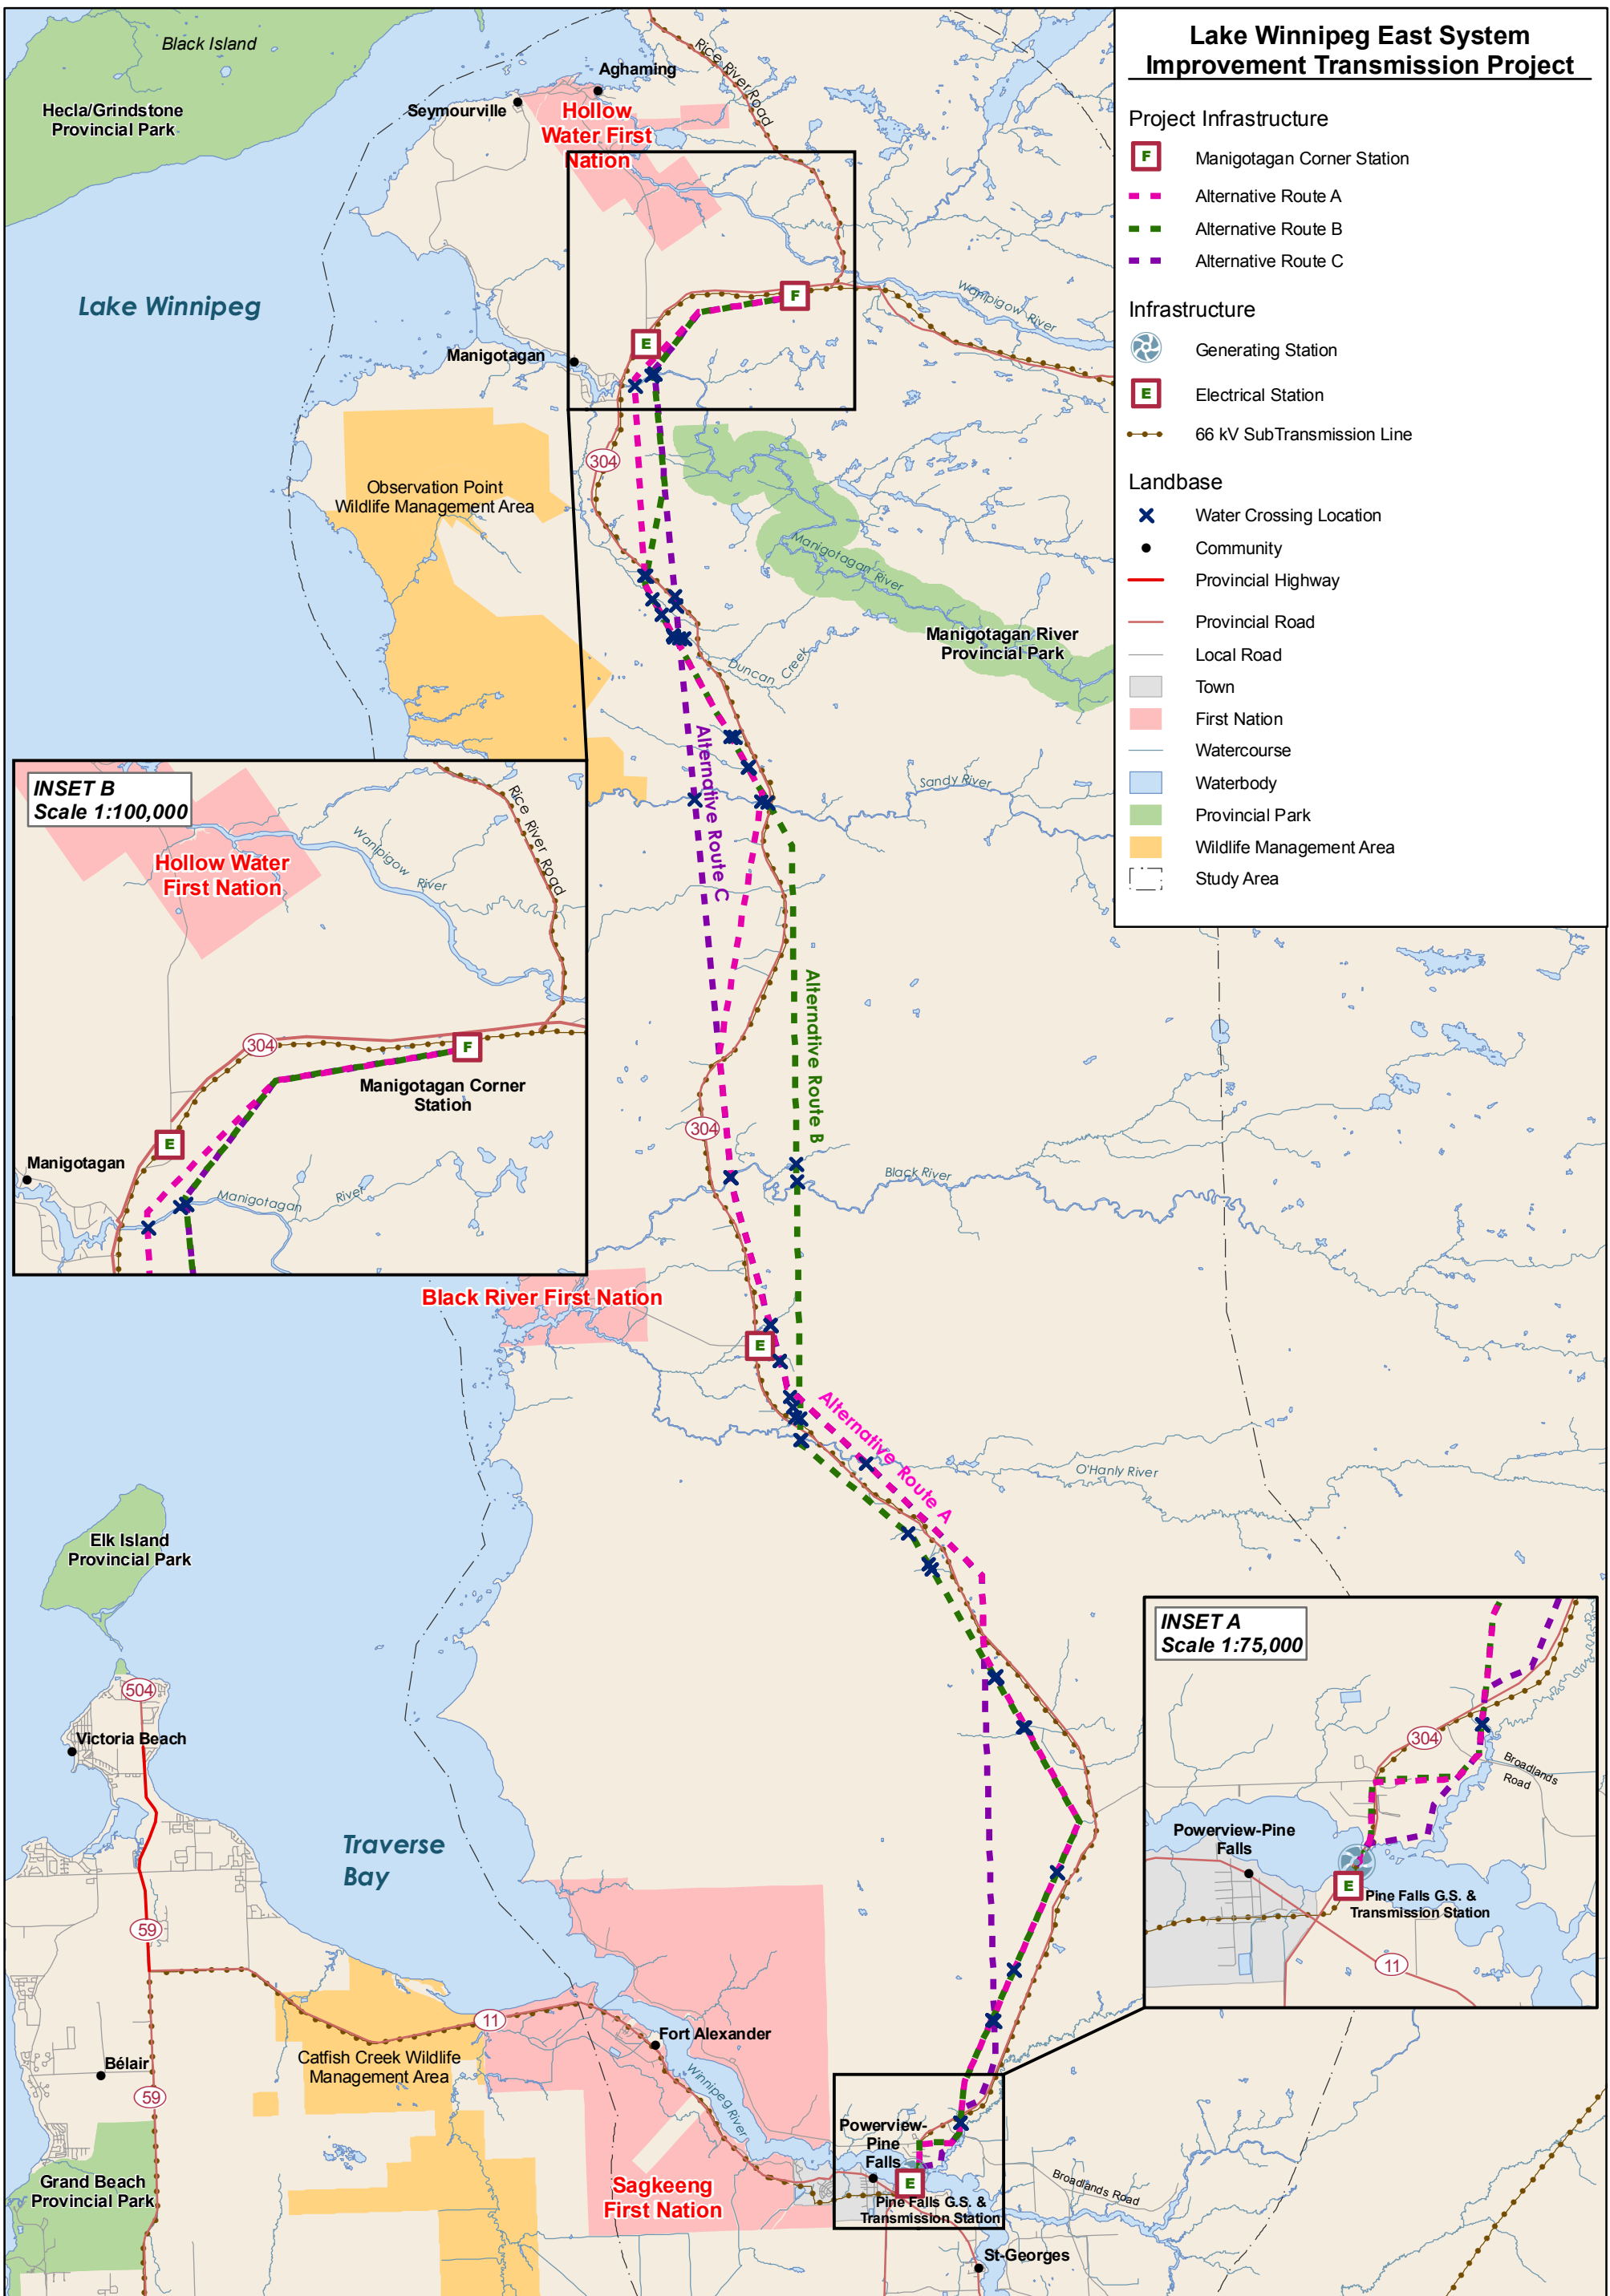 Lake Winnipeg East System
Improvement Transmission Project
Project Infrastructure
F
Manigotagan Corner Station
Alternative Route A
Alternative Route B
Alternative Route C
Infrastructure
Generating Station
E
Electrical Station
66 kV SubTransmission Line
Landbase
Water Crossing Location
Community
Provincial Highway
Provincial Road
Local Road
Town
First Nation
Watercourse
Waterbody
Provincial Park
Wildlife Management Area
Study Area
Black Island
Hecla/Grindstone
Provincial Park
Aghaming
Seymourville
Hollow
Water First
Nation
Rice River Road
Lake Winnipeg
Wanipigow River
F
E
Manigotagan
304
Observation Point
Wildlife Management Area
Manigotagan River
Manigotagan River
Provincial Park
Duncan Creek
Sandy River
Alternative Route C
Alternative Route B
304
Black River
Black River First Nation
E
Alternative Route A
O'Hanly River
INSET B
Scale 1:100,000
Hollow Water
First Nation
Wanipigow
River
Rice River Road
304
F
Manigotagan Corner
Station
E
Manigotagan
Manigotagan
River
Elk Island
Provincial Park
504
Victoria Beach
Traverse
Bay
59
11
Fort Alexander
Catfish Creek Wildlife
Management Area
Bélair
59
Winnipeg River
Grand Beach
Provincial Park
Sagkeeng
First Nation
Powerview-
Pine
Falls
E
Pine Falls G.S. &
Transmission Station
Broadlands Road
St-Georges
INSET A
Scale 1:75,000
304
Broadlands
Road
Powerview-Pine
Falls
E
Pine Falls G.S. &
Transmission Station
11